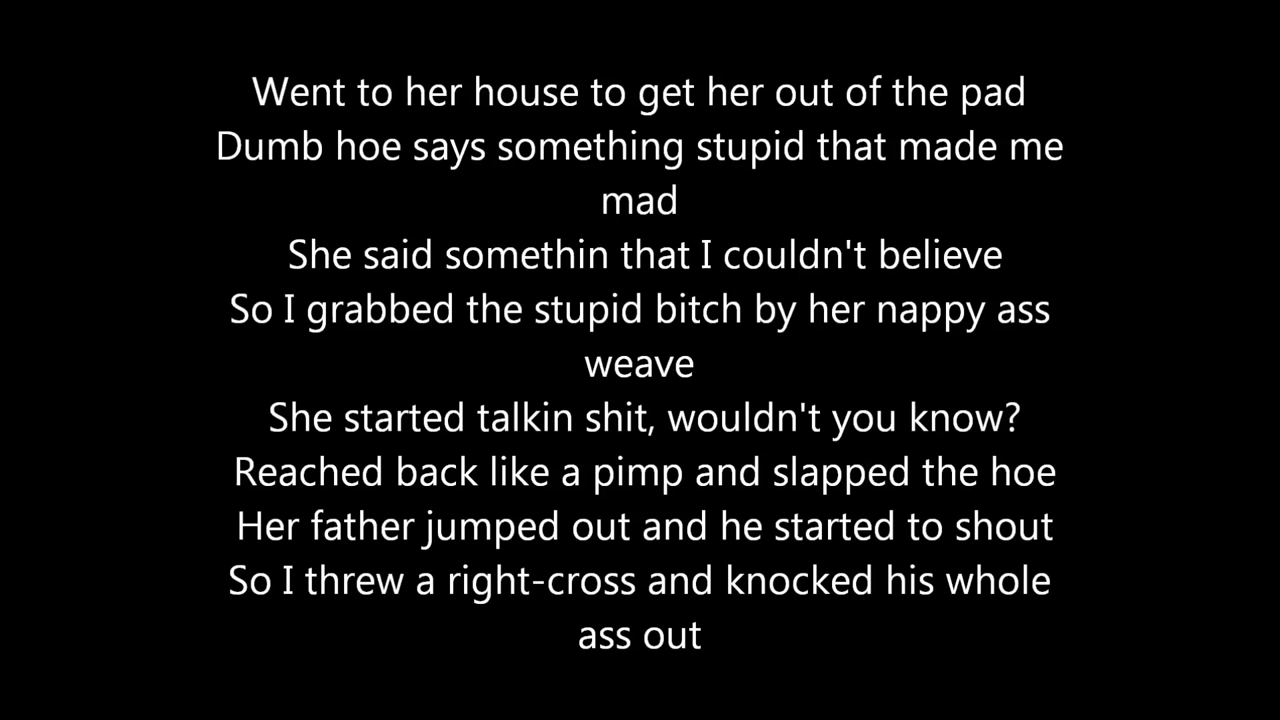 Went to her house to get her out of the pad
Dumb hoe says something stupid that made me
mad
She said somethin that I couldn't believe
So I grabbed the stupid bitch by her nappy ass
weave
She started talkin shit, wouldn't you know?
Reached back like a pimp and slapped the hoe
Her father jumped out and he started to shout
So I threw a right-cross and knocked his whole
ass out